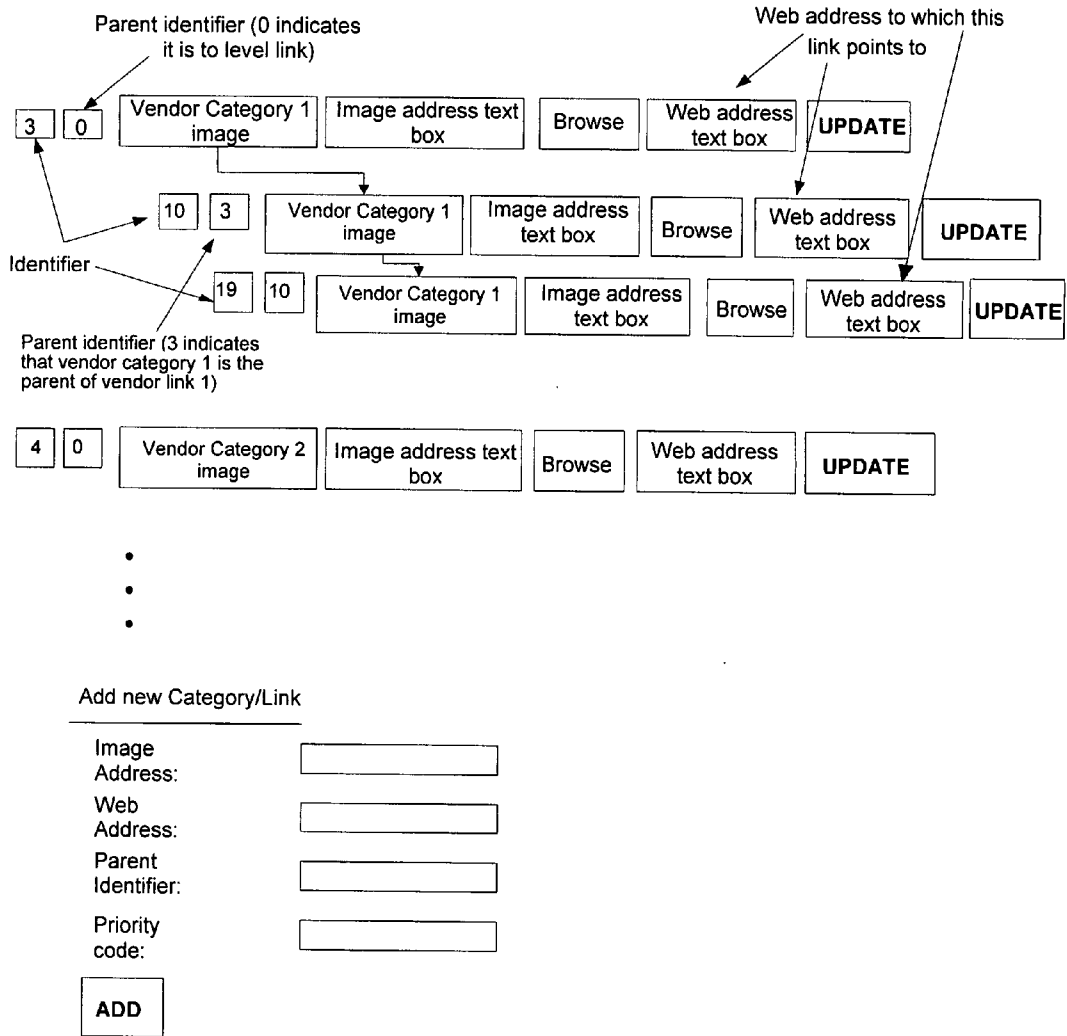 Parent identifier (0 indicates
it is to level link)
Web address to which this
link points to
3
0
Vendor Category 1
image
Image address text
box
Browse
Web address
text box
UPDATE
10
3
Vendor Category 1
image
Image address
text box
Browse
Web address
text box
UPDATE
Identifier
19
10
Vendor Category 1
image
Image address
text box
Browse
Web address
text box
UPDATE
Parent identifier (3 indicates
that vendor category 1 is the
parent of vendor link 1)
4
0
Vendor Category 2
image
Image address text
box
Browse
Web address
text box
UPDATE
Add new Category/Link
Image
Address:
Web
Address:
Parent
Identifier:
Priority
code:
ADD